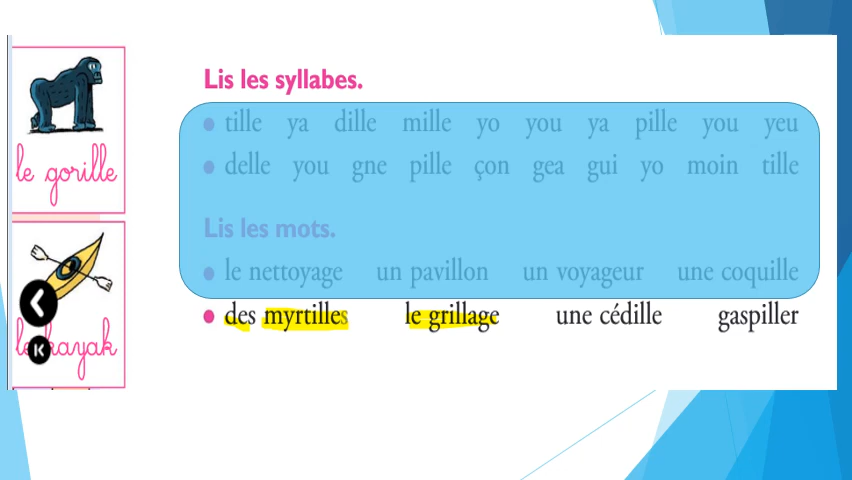 le gorille
le kayak
Lis les syllabes.
tille ya dille mille yo you ya pille you yeu
delle you gne pille çon gea gui yo moin tille
Lis les mots.
le nettoyage un pavillon un voyageur une coquille
des myrtilles le grillage une cédille gaspiller